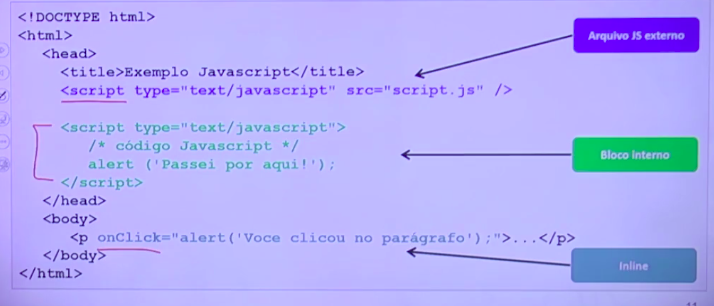 <!DOCTYPE html>
<html>
<head>
<title>Exemplo Javascript</title>
<script type="text/javascript" src="script.js" />
<script type="text/javascript">
/* código Javascript */
alert ('Passei por aqui!');
</script>
</head>
<body>
<p onClick="alert('Voce clicou no parágrafo');">...</p>
</body>
</html>
Arquivo JS externo
Bloco interno
Inline